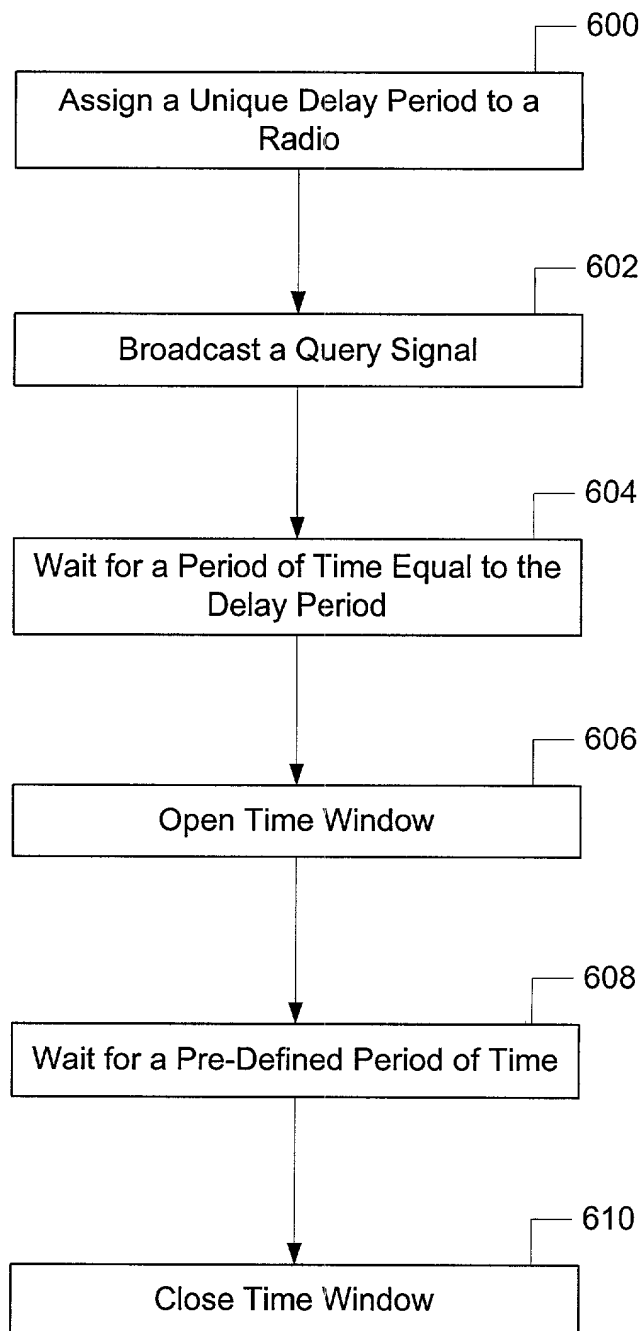 600
Assign a Unique Delay Period to a
Radio
602
Broadcast a Query Signal
604
Wait for a Period of Time Equal to the
Delay Period
606
Open Time Window
608
Wait for a Pre-Defined Period of Time
610
Close Time Window